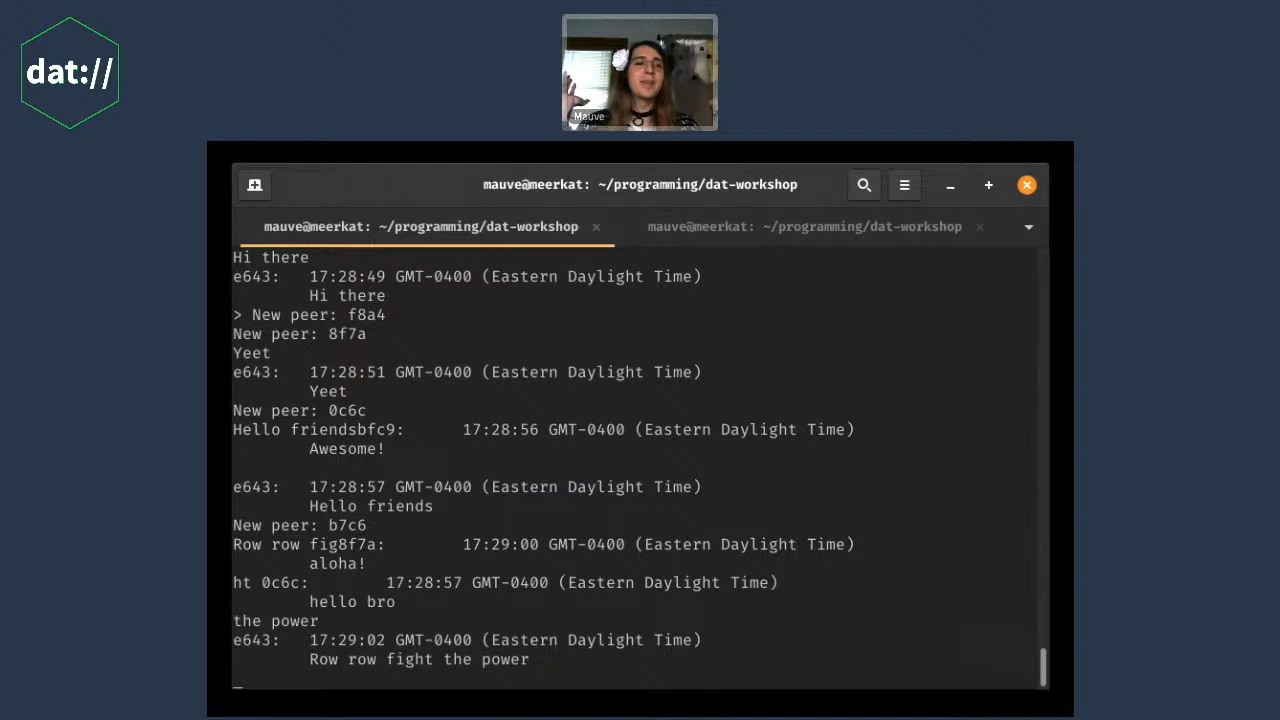 dat://
Mauve
mauve@meerkat: ~/programming/dat-workshop
mauve@meerkat: ~/programming/dat-workshop × mauve@meerkat: ~/programming/dat-workshop ×
Hi there
e643: 17:28:49 GMT-0400 (Eastern Daylight Time)
Hi there
> New peer: f8a4
New peer: 8f7a
Yeet
e643: 17:28:51 GMT-0400 (Eastern Daylight Time)
Yeet
New peer: 0c6c
Hello friendsbfc9: 17:28:56 GMT-0400 (Eastern Daylight Time)
Awesome!
e643: 17:28:57 GMT-0400 (Eastern Daylight Time)
Hello friends
New peer: b7c6
Row row fig8f7a: 17:29:00 GMT-0400 (Eastern Daylight Time)
aloha!
ht 0c6c: 17:28:57 GMT-0400 (Eastern Daylight Time)
hello bro
the power
e643: 17:29:02 GMT-0400 (Eastern Daylight Time)
Row row fight the power